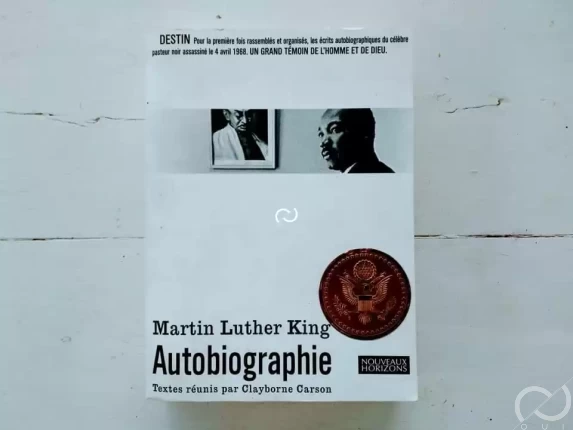 DESTIN Pour la première fois rassemblés et organisés, les écrits autobiographiques du célèbre
pasteur noir assassiné le 4 avril 1968. UN GRAND TÉMOIN DE L'HOMME ET DE DIEU.
Martin Luther King
Autobiographie
NOUVEAUX
HORIZONS
Textes réunis par Clayborne Carson